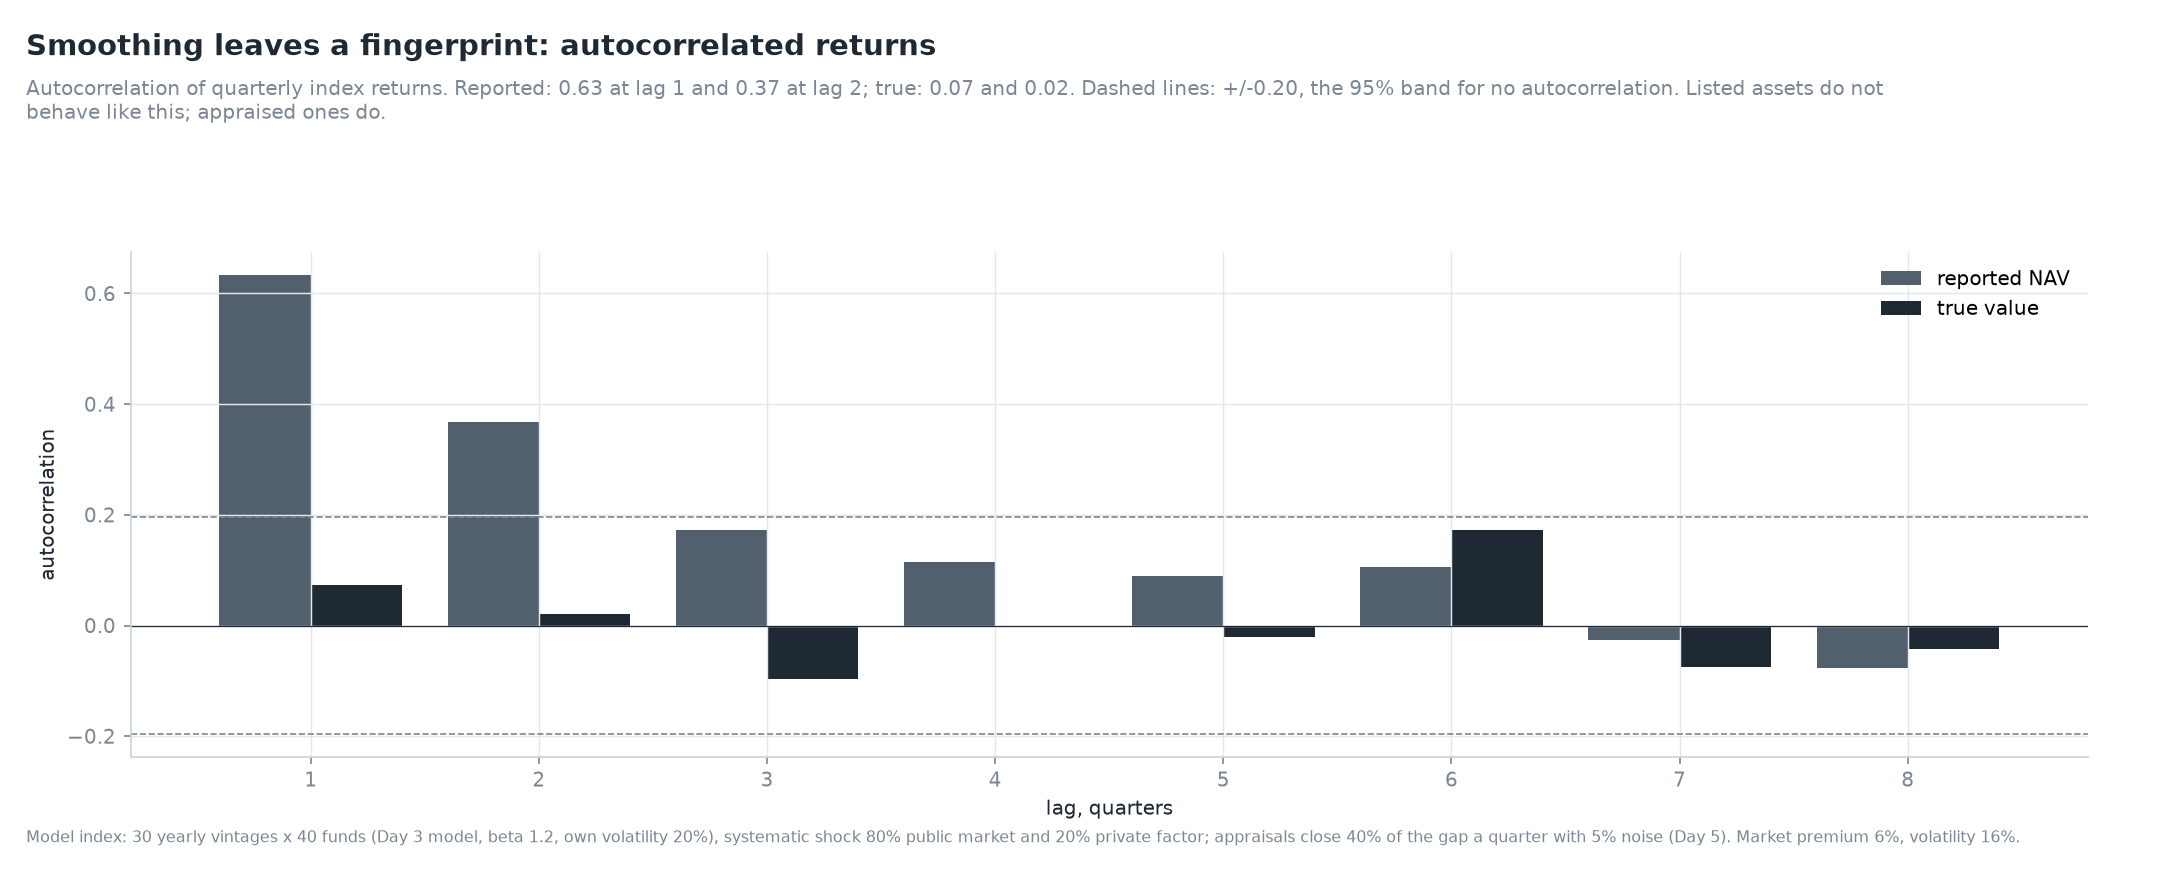 Smoothing leaves a fingerprint: autocorrelated returns
Autocorrelation of quarterly index returns. Reported: 0.63 at lag 1 and 0.37 at lag 2; true: 0.07 and 0.02. Dashed lines: +/-0.20, the 95% band for no autocorrelation. Listed assets do not
behave like this; appraised ones do.
reported NAV
true value
0.6
0.4
0.2
0.0
−0.2
autocorrelation
1 2 3 4 5 6 7 8
lag, quarters
Model index: 30 yearly vintages x 40 funds (Day 3 model, beta 1.2, own volatility 20%), systematic shock 80% public market and 20% private factor; appraisals close 40% of the gap a quarter with 5% noise (Day 5). Market premium 6%, volatility 16%.